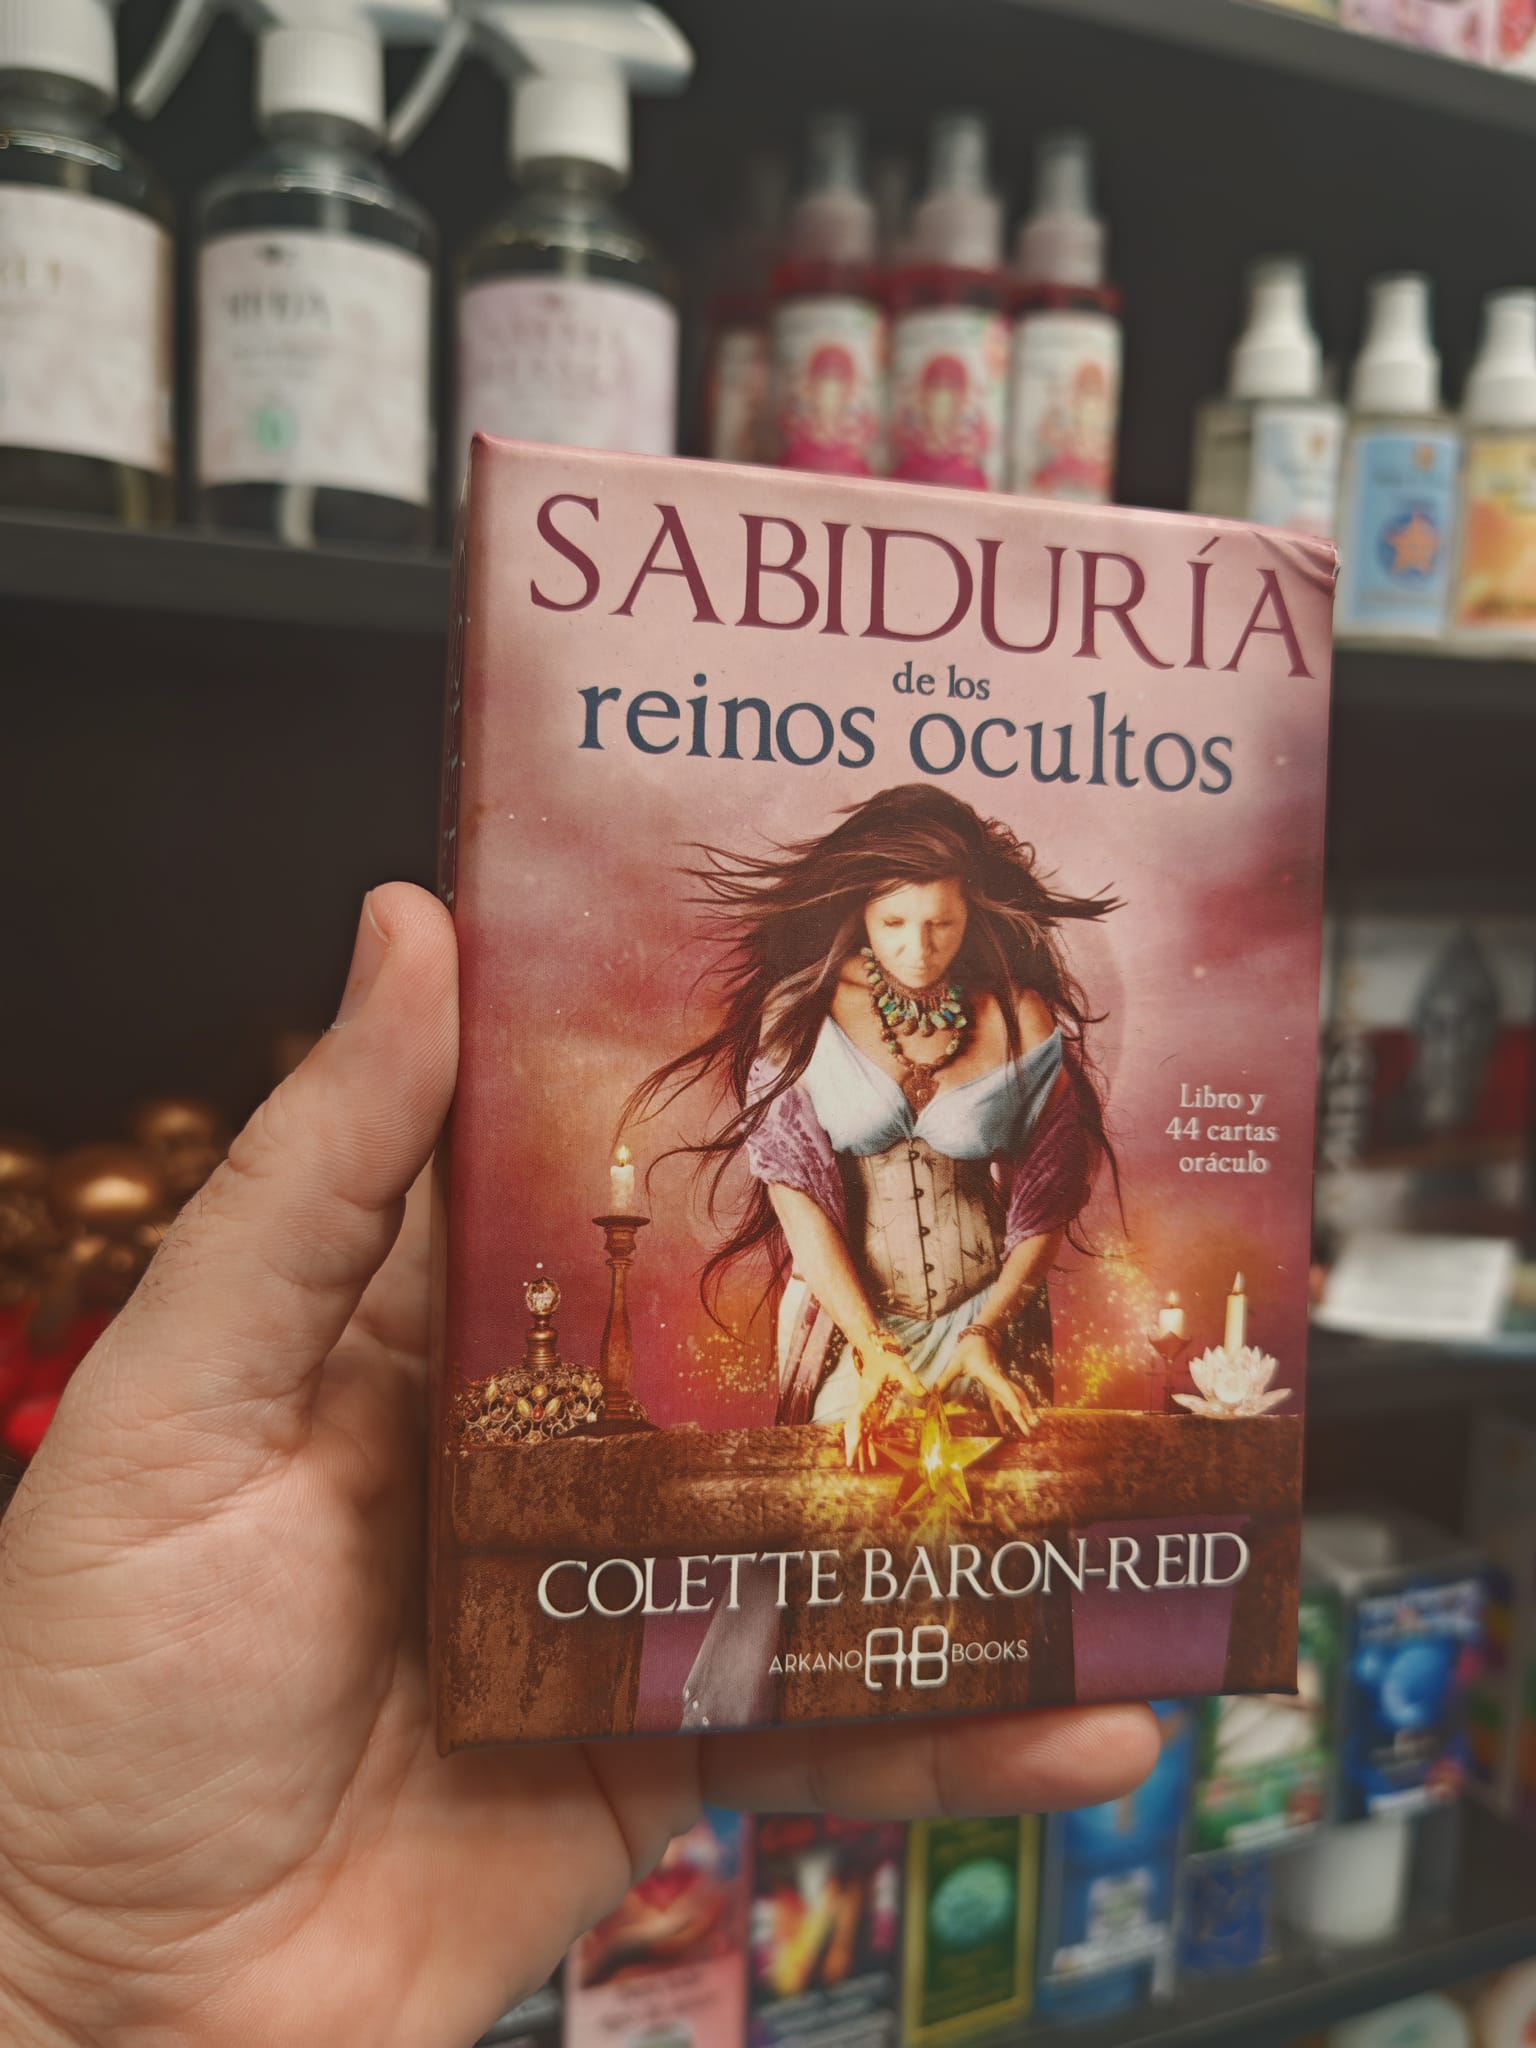 SABIDURÍA
de los
reinos ocultos
Libro y
44 cartas
oráculo
COLETTE BARON-REID
ARKANO AB BOOKS